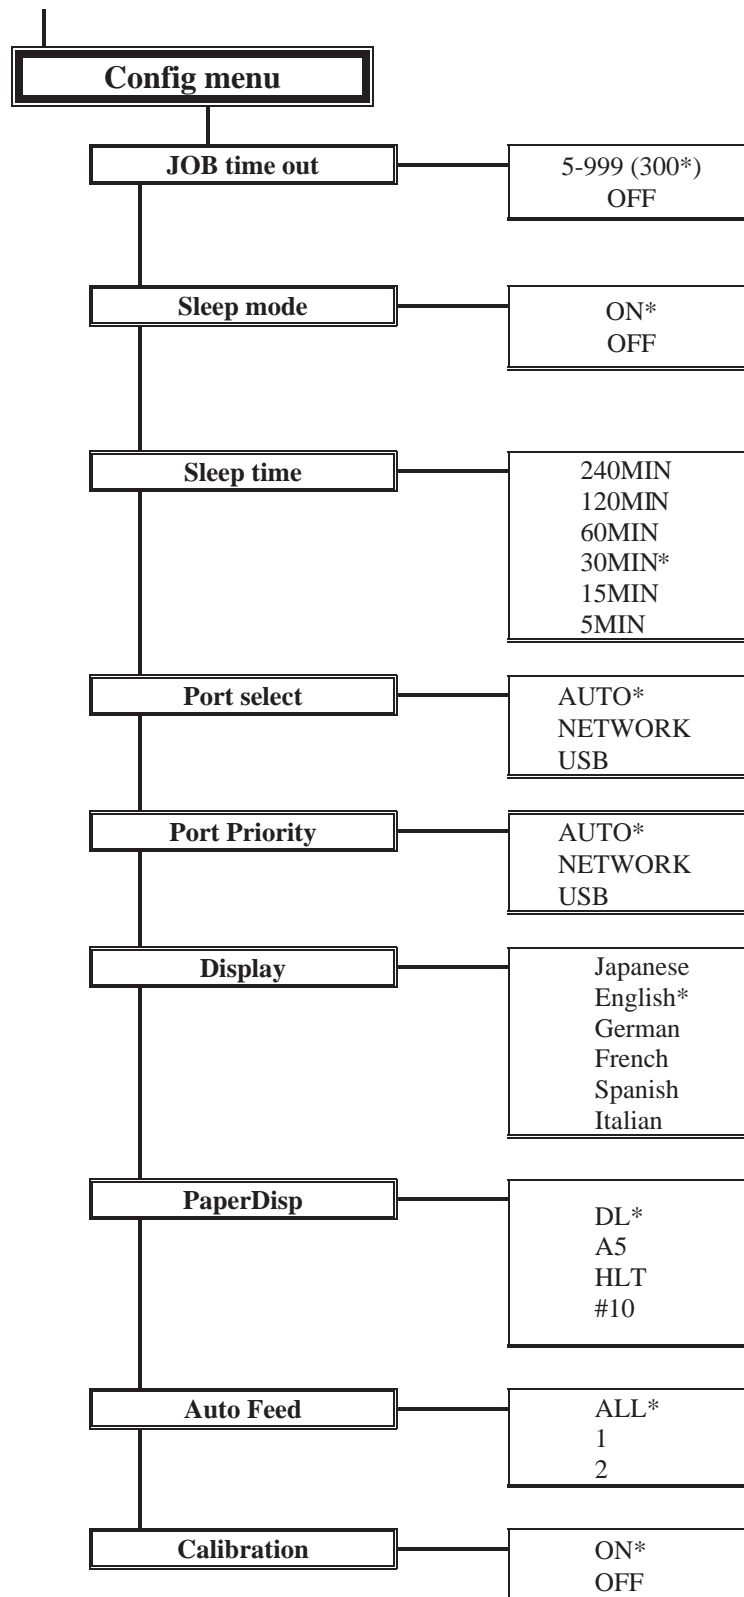 Config menu
JOB time out
5-999 (300*)
OFF
Sleep mode
ON*
OFF
Sleep time
240MIN
120MIN
60MIN
30MIN*
15MIN
5MIN
Port select
AUTO*
NETWORK
USB
Port Priority
AUTO*
NETWORK
USB
Display
Japanese
English*
German
French
Spanish
Italian
PaperDisp
DL*
A5
HLT
#10
Auto Feed
ALL*
1
2
Calibration
ON*
OFF